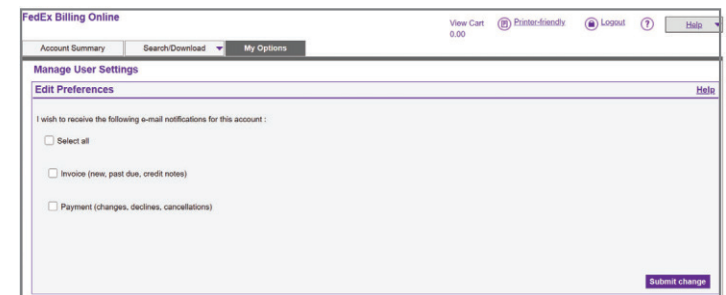 FedEx Billing Online
View Cart
0.00
Printer-friendly
Logout
?
Help
Account Summary
Search/Download
My Options
Manage User Settings
Edit Preferences
Help
I wish to receive the following e-mail notifications for this account :
Select all
Invoice (new, past due, credit notes)
Payment (changes, declines, cancellations)
Submit change